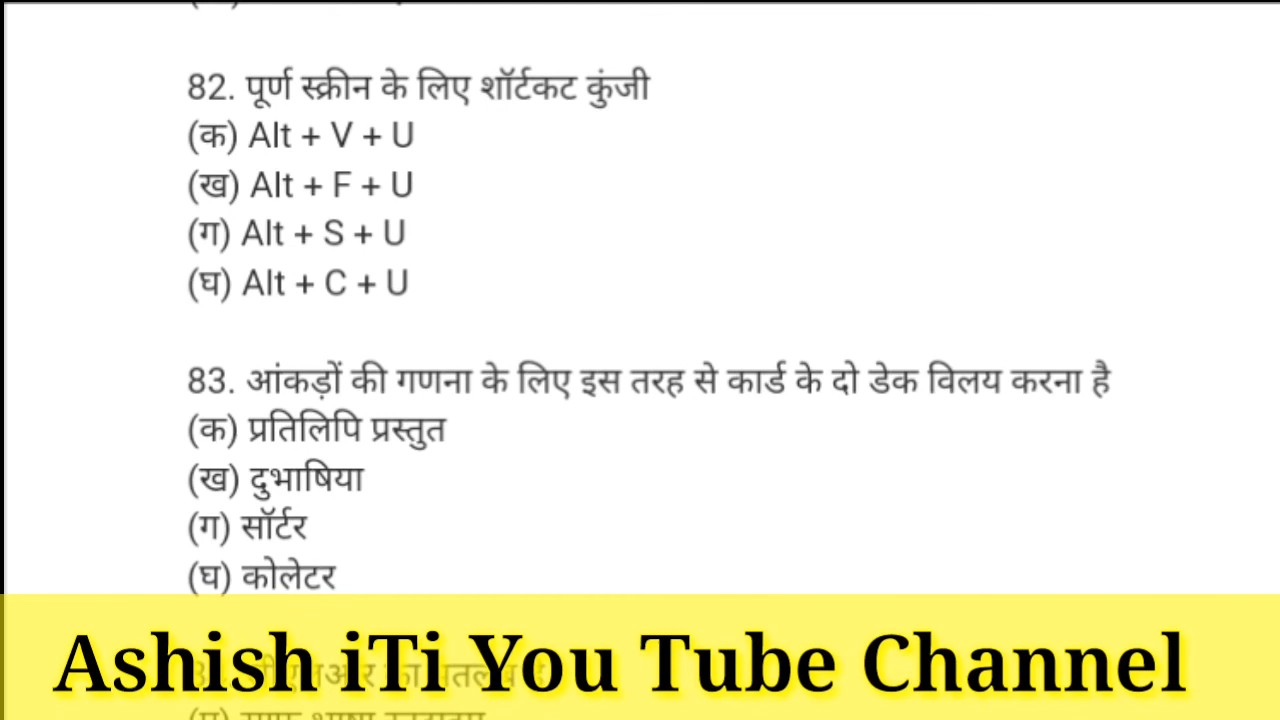 82. पूर्ण स्क्रीन के लिए शॉर्टकट कुंजी
(क) Alt + V + U
(ख) Alt + F + U
(ग) Alt + S + U
(घ) Alt + C + U
83. आंकड़ों की गणना के लिए इस तरह से कार्ड के दो डेक विलय करना है
(क) प्रतिलिपि प्रस्तुत
(ख) दुभाषिया
(ग) सॉर्टर
(घ) कोलेटर
Ashish iTi You Tube Channel